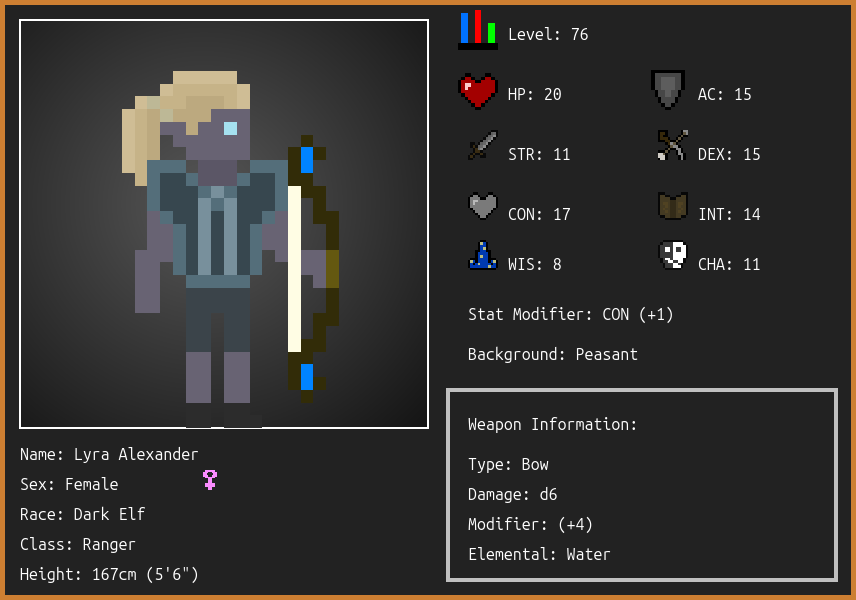 Level: 76
HP: 20
AC: 15
STR: 11
DEX: 15
CON: 17
INT: 14
WIS: 8
CHA: 11
Stat Modifier: CON (+1)
Background: Peasant
Weapon Information:
Type: Bow
Damage: d6
Modifier: (+4)
Elemental: Water
Name: Lyra Alexander
Sex: Female
Race: Dark Elf
Class: Ranger
Height: 167cm (5'6")